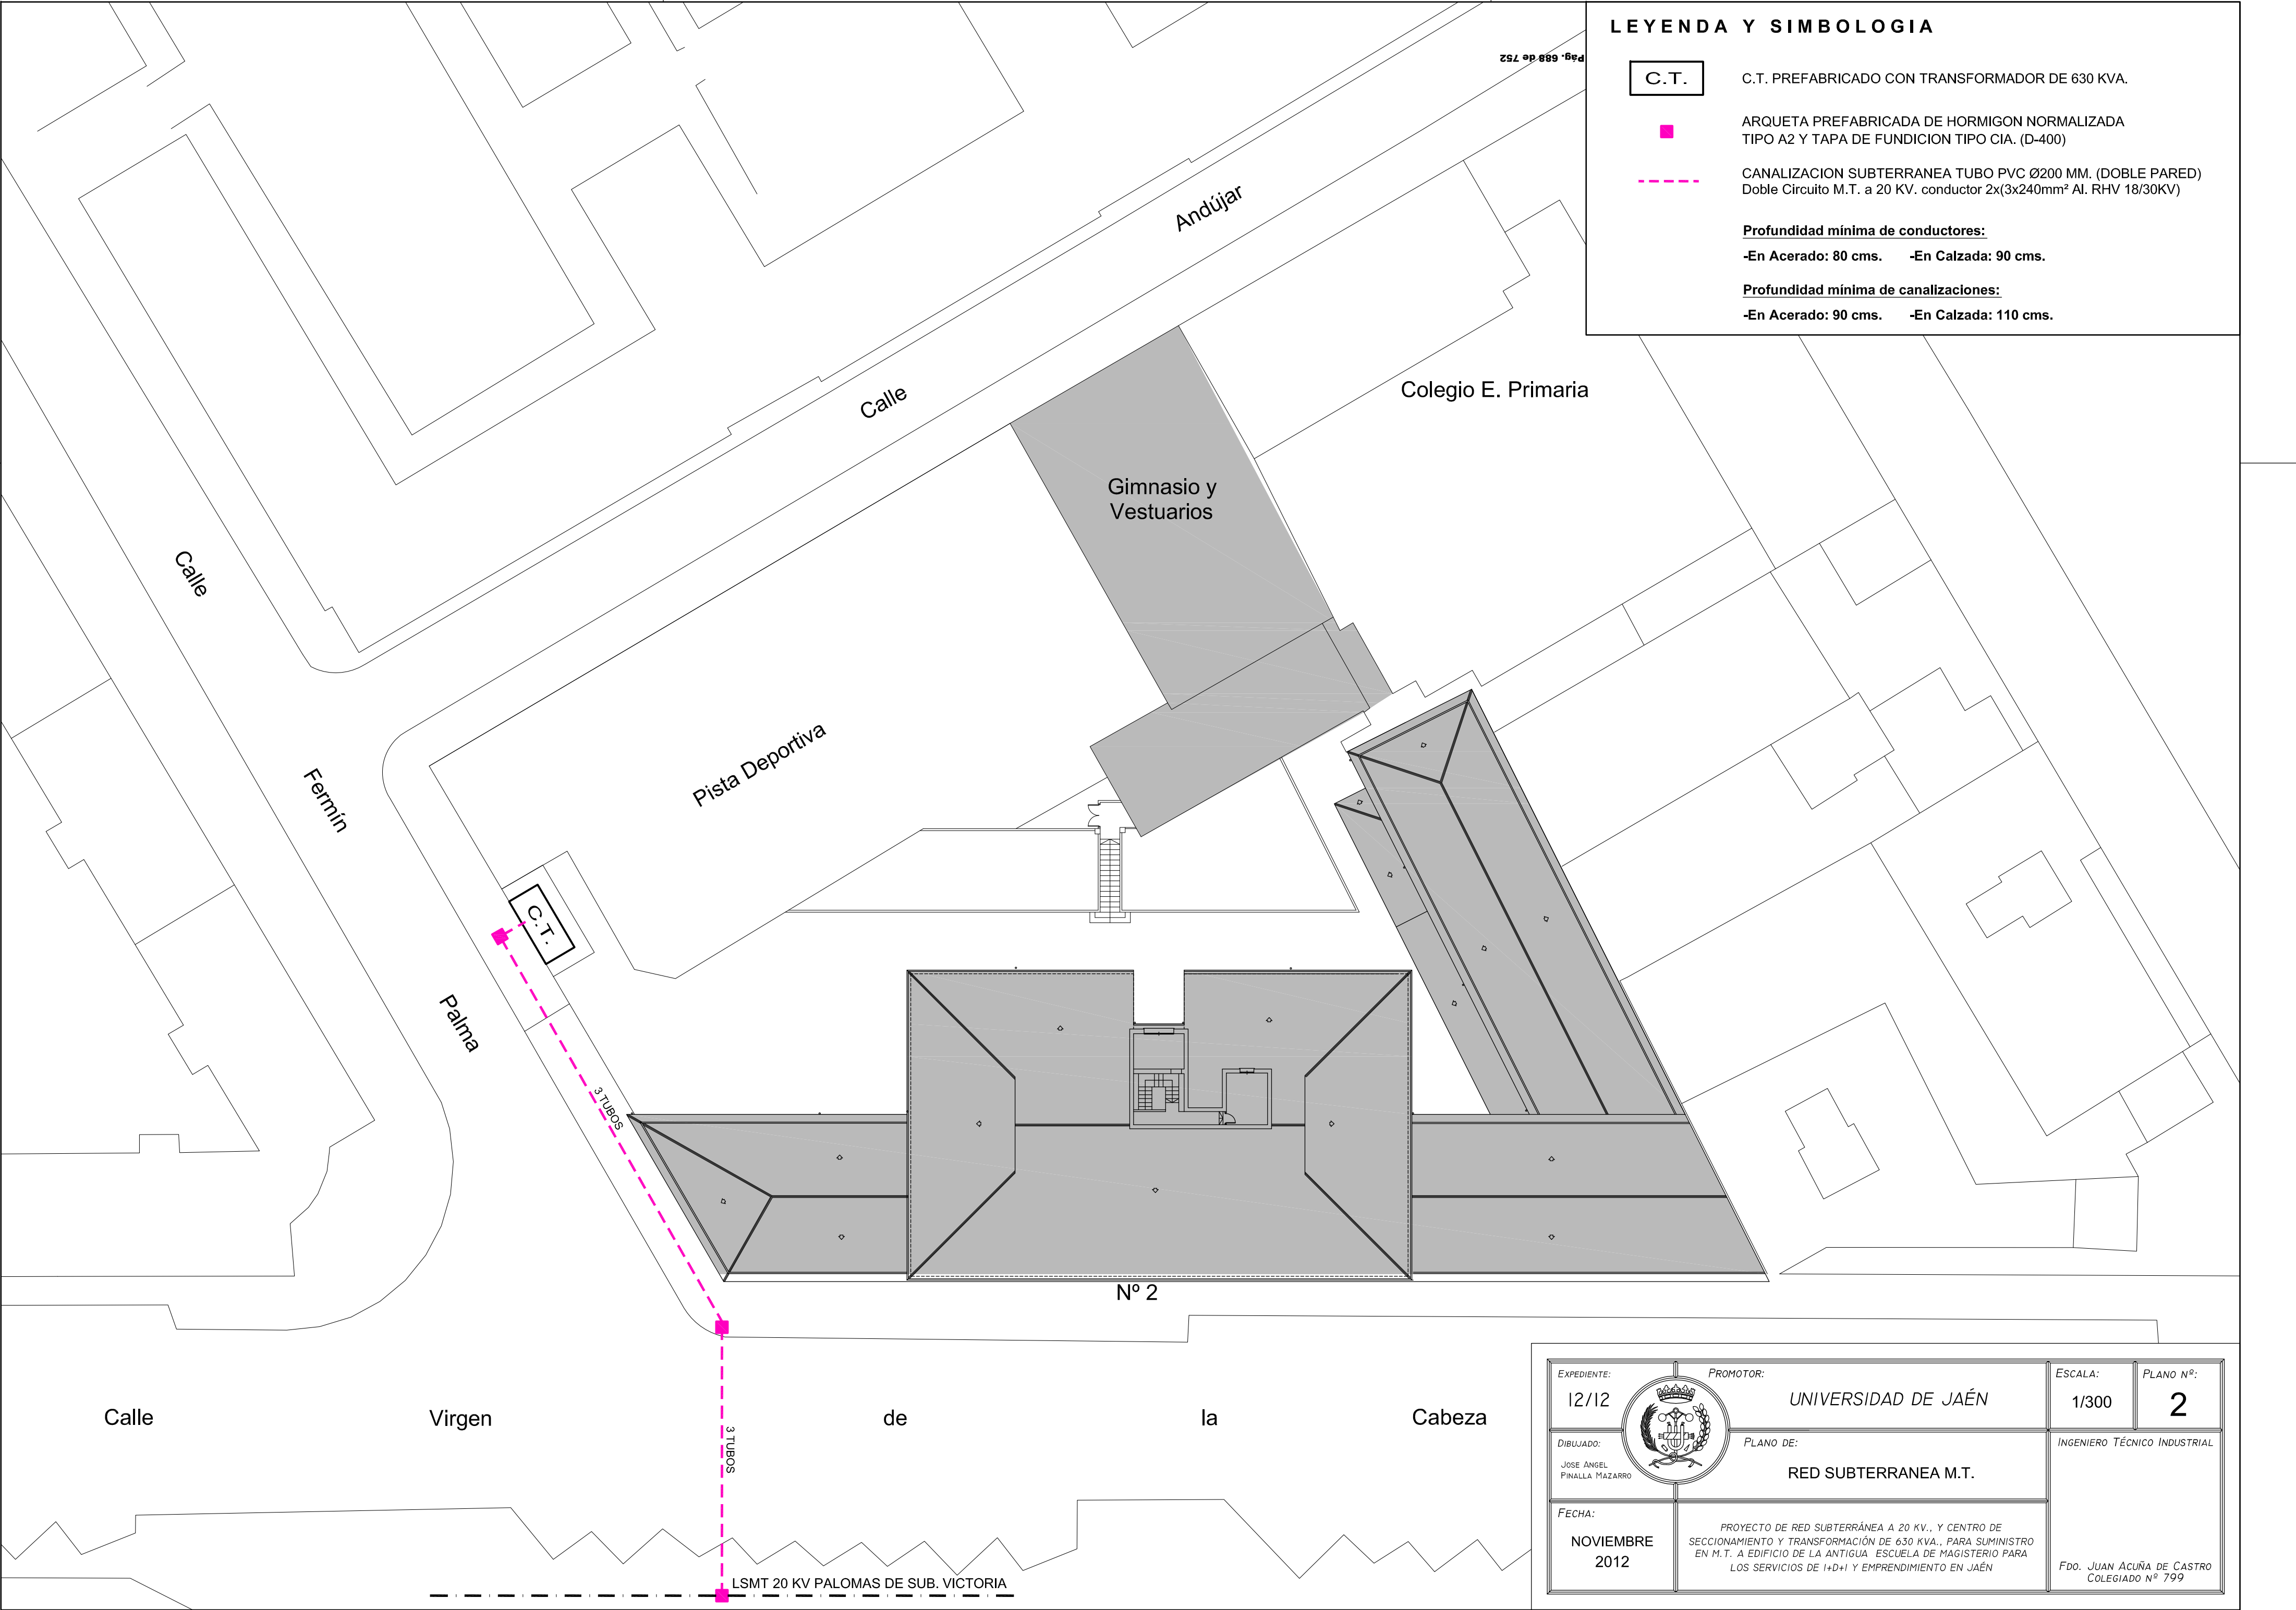 LEYENDA Y SIMBOLOGIA
Pág. 688 de 752
C.T.
C.T. PREFABRICADO CON TRANSFORMADOR DE 630 KVA.
ARQUETA PREFABRICADA DE HORMIGON NORMALIZADA
TIPO A2 Y TAPA DE FUNDICION TIPO CIA. (D-400)
CANALIZACION SUBTERRANEA TUBO PVC Ø200 MM. (DOBLE PARED)
Doble Circuito M.T. a 20 KV. conductor 2x(3x240mm² Al. RHV 18/30KV)
Profundidad mínima de conductores:
-En Acerado: 80 cms. -En Calzada: 90 cms.
Profundidad mínima de canalizaciones:
-En Acerado: 90 cms. -En Calzada: 110 cms.
Calle Andújar
Colegio E. Primaria
Gimnasio y
Vestuarios
Calle Fermín Palma
Pista Deportiva
C.T.
3 TUBOS
Nº 2
Calle Virgen de la Cabeza
3 TUBOS
LSMT 20 KV PALOMAS DE SUB. VICTORIA
EXPEDIENTE:
12/12
PROMOTOR:
UNIVERSIDAD DE JAÉN
ESCALA:
1/300
PLANO Nº:
2
DIBUJADO:
JOSE ANGEL
PINALLA MAZARRO
PLANO DE:
RED SUBTERRANEA M.T.
INGENIERO TÉCNICO INDUSTRIAL
FECHA:
NOVIEMBRE
2012
PROYECTO DE RED SUBTERRÁNEA A 20 KV., Y CENTRO DE
SECCIONAMIENTO Y TRANSFORMACIÓN DE 630 KVA., PARA SUMINISTRO
EN M.T. A EDIFICIO DE LA ANTIGUA ESCUELA DE MAGISTERIO PARA
LOS SERVICIOS DE I+D+I Y EMPRENDIMIENTO EN JAÉN
FDO. JUAN ACUÑA DE CASTRO
COLEGIADO Nº 799